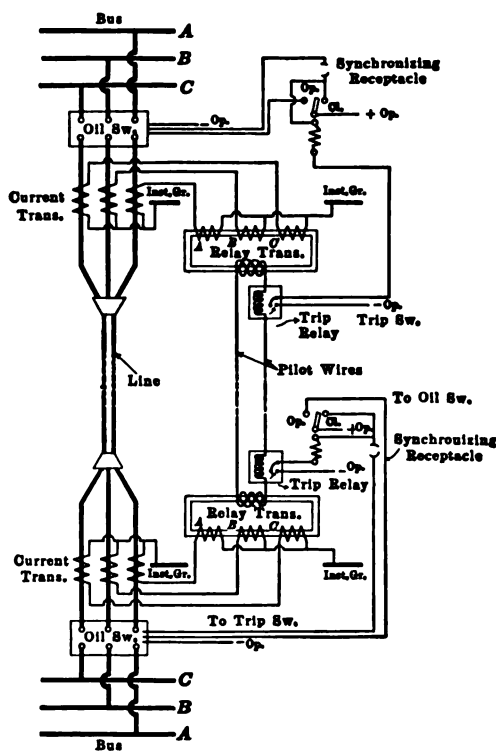 Bus
A
B
C
Synchronizing
Receptacle
Op.
Cl.
+ Op.
Oil Sw.
— Op.
Current
Trans.
Inst.Gr.
Inst.Gr.
A B C
Relay Trans.
— Op.
Trip Sw.
Trip
Relay
Line
Pilot Wires
To Oil Sw.
Op.
Cl.
+Op.
Synchronizing
Receptacle
— Op.
Trip Relay
Relay Trans.
A B C
Current
Trans.
Inst.Gr.
Inst.Gr.
To Trip Sw.
Oil Sw.
—Op.
C
B
A
Bus